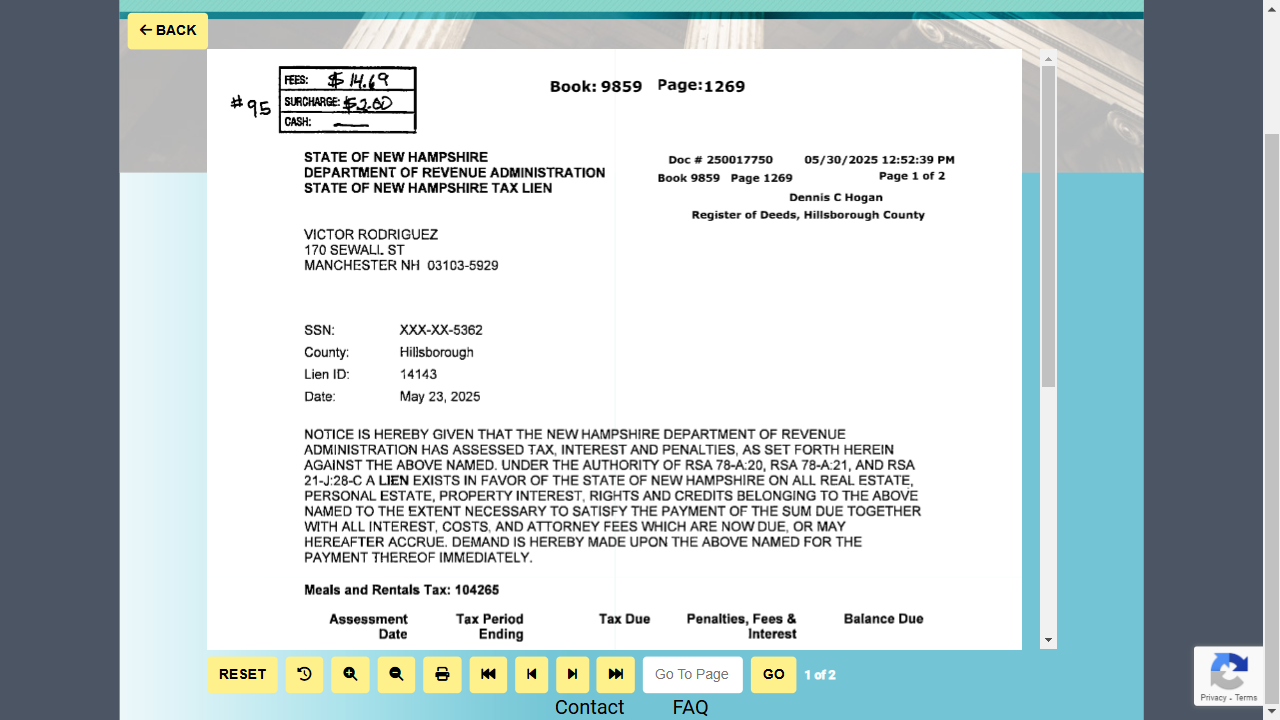 ← BACK
FEES: $14.69
SURCHARGE: $2.00
CASH: —
#95
Book: 9859 Page:1269
STATE OF NEW HAMPSHIRE
DEPARTMENT OF REVENUE ADMINISTRATION
STATE OF NEW HAMPSHIRE TAX LIEN
Doc # 250017750 05/30/2025 12:52:39 PM
Book 9859 Page 1269 Page 1 of 2
Dennis C Hogan
Register of Deeds, Hillsborough County
VICTOR RODRIGUEZ
170 SEWALL ST
MANCHESTER NH 03103-5929
SSN: XXX-XX-5362
County: Hillsborough
Lien ID: 14143
Date: May 23, 2025
NOTICE IS HEREBY GIVEN THAT THE NEW HAMPSHIRE DEPARTMENT OF REVENUE
ADMINISTRATION HAS ASSESSED TAX, INTEREST AND PENALTIES, AS SET FORTH HEREIN
AGAINST THE ABOVE NAMED. UNDER THE AUTHORITY OF RSA 78-A:20, RSA 78-A:21, AND RSA
21-J:28-C A LIEN EXISTS IN FAVOR OF THE STATE OF NEW HAMPSHIRE ON ALL REAL ESTATE,
PERSONAL ESTATE, PROPERTY INTEREST, RIGHTS AND CREDITS BELONGING TO THE ABOVE
NAMED TO THE EXTENT NECESSARY TO SATISFY THE PAYMENT OF THE SUM DUE TOGETHER
WITH ALL INTEREST, COSTS, AND ATTORNEY FEES WHICH ARE NOW DUE, OR MAY
HEREAFTER ACCRUE. DEMAND IS HEREBY MADE UPON THE ABOVE NAMED FOR THE
PAYMENT THEREOF IMMEDIATELY.
Meals and Rentals Tax: 104265
Assessment Tax Period Tax Due Penalties, Fees & Balance Due
Date Ending Interest
RESET Go To Page GO 1 of 2
Contact FAQ
Privacy - Terms